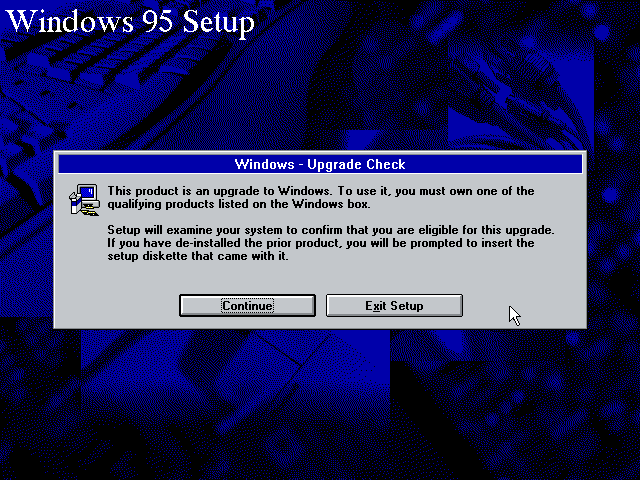 Windows 95 Setup
Windows - Upgrade Check
This product is an upgrade to Windows. To use it, you must own one of the
qualifying products listed on the Windows box.
Setup will examine your system to confirm that you are eligible for this upgrade.
If you have de-installed the prior product, you will be prompted to insert the
setup diskette that came with it.
Continue
Exit Setup